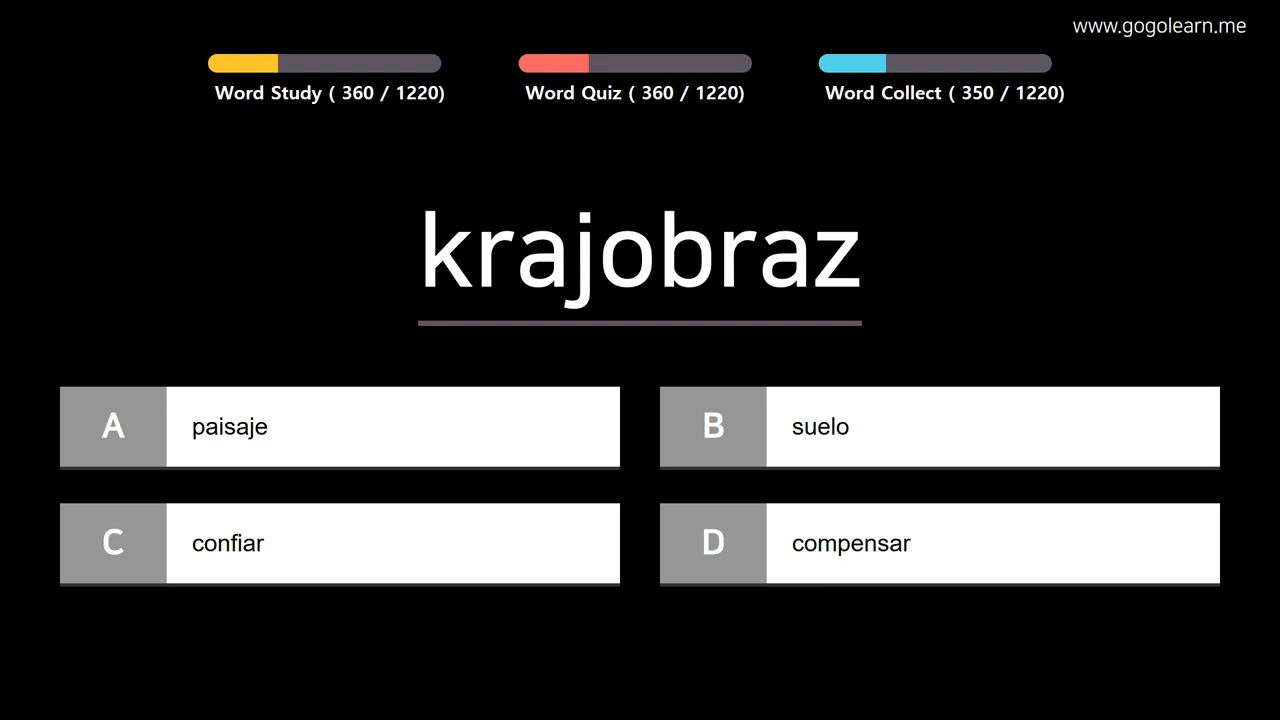 www.gogolearn.me
Word Study ( 360 / 1220)
Word Quiz ( 360 / 1220)
Word Collect ( 350 / 1220)
krajobraz
A paisaje
B suelo
C confiar
D compensar